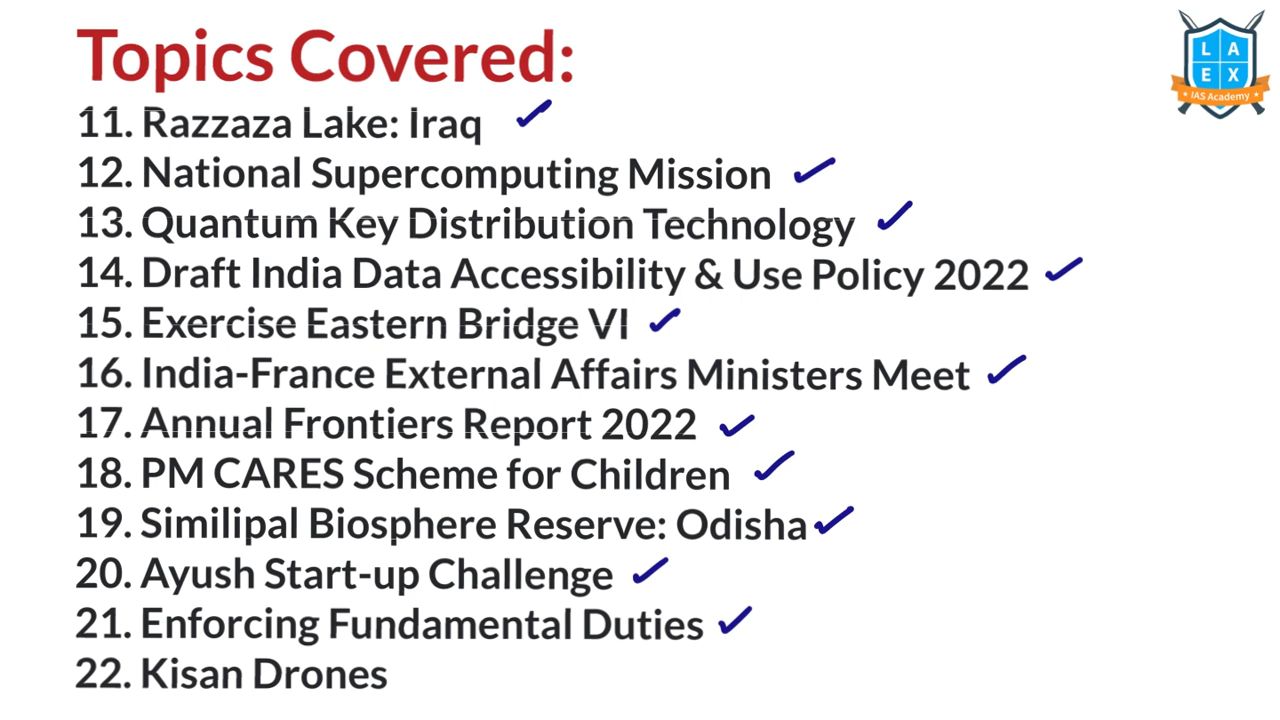 Topics Covered:
11. Razzaza Lake: Iraq
12. National Supercomputing Mission
13. Quantum Key Distribution Technology
14. Draft India Data Accessibility & Use Policy 2022
15. Exercise Eastern Bridge VI
16. India-France External Affairs Ministers Meet
17. Annual Frontiers Report 2022
18. PM CARES Scheme for Children
19. Similipal Biosphere Reserve: Odisha
20. Ayush Start-up Challenge
21. Enforcing Fundamental Duties
22. Kisan Drones
L A
E X
IAS Academy